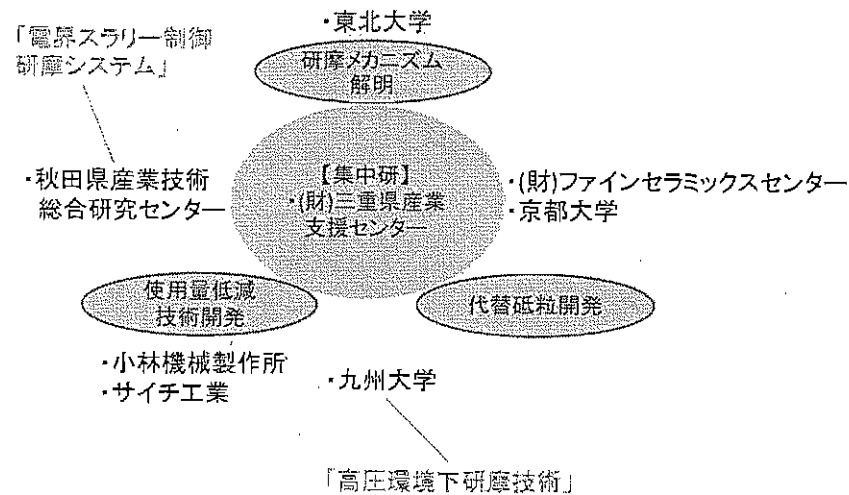 ・東北大学
「電界スラリー制御
研摩システム」
研摩メカニズム
解明
・秋田県産業技術
総合研究センター
【集中研】
・(財)三重県産業
支援センター
・(財)ファインセラミックスセンター
・京都大学
使用量低減
技術開発
代替砥粒開発
・小林機械製作所
・サイチ工業
・九州大学
「高圧環境下研摩技術」